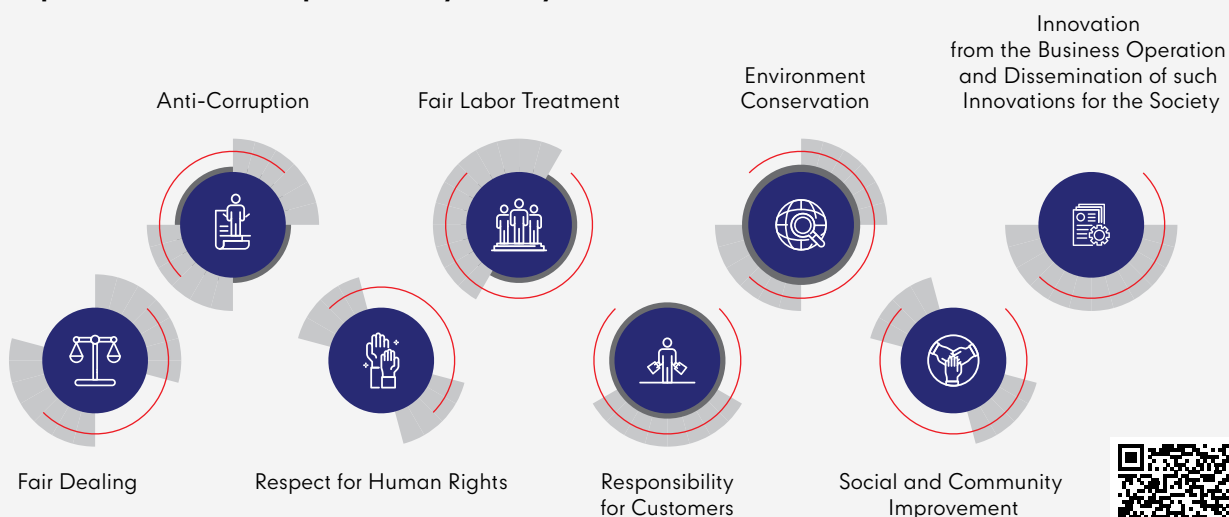 Innovation
from the Business Operation
and Dissemination of such
Innovations for the Society
Environment
Conservation
Anti-Corruption
Fair Labor Treatment
Fair Dealing
Respect for Human Rights
Responsibility
for Customers
Social and Community
Improvement